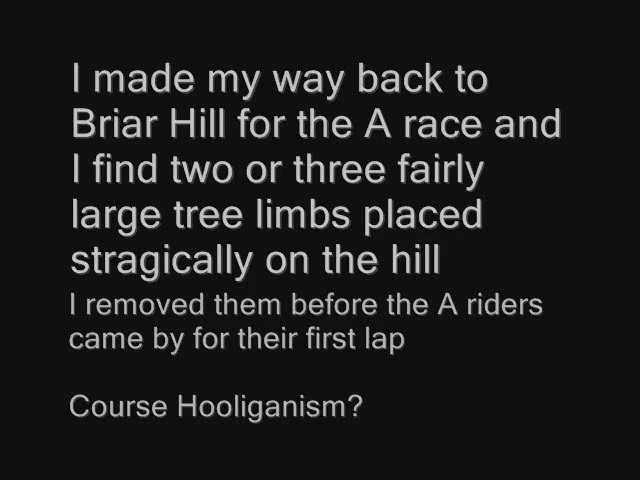 I made my way back to
Briar Hill for the A race and
I find two or three fairly
large tree limbs placed
stragically on the hill
I removed them before the A riders
came by for their first lap
Course Hooliganism?